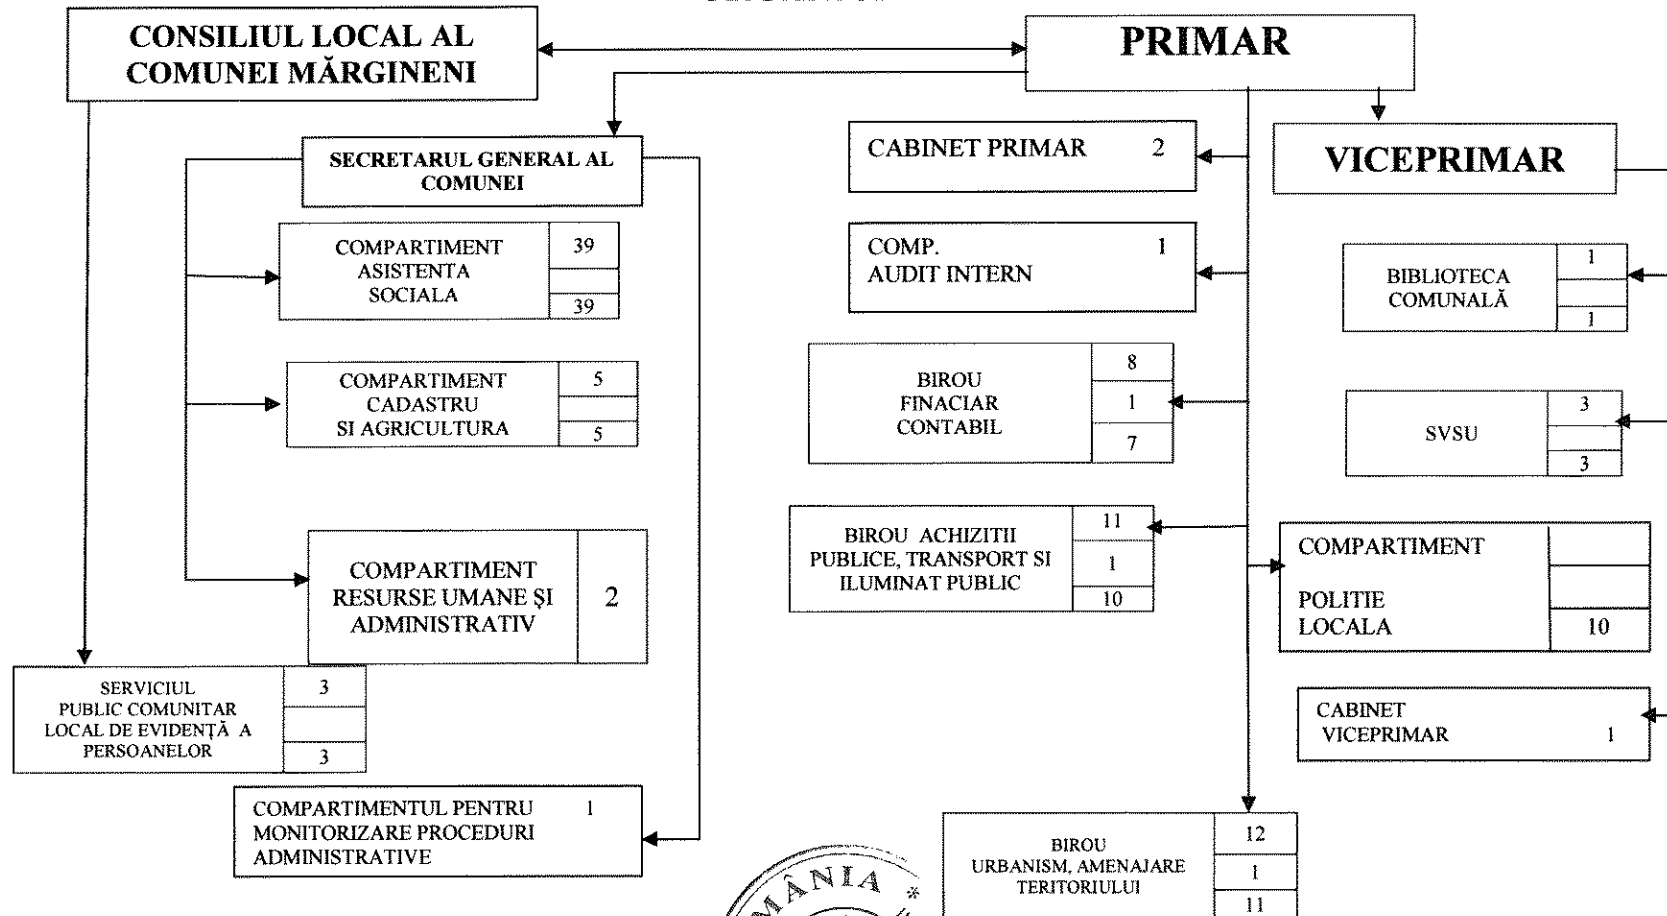 CONSILIUL LOCAL AL
COMUNEI MĂRGINENI
PRIMAR
SECRETARUL GENERAL AL
COMUNEI
CABINET PRIMAR 2
VICEPRIMAR
COMPARTIMENT
ASISTENTA
SOCIALA
39
39
COMP. 1
AUDIT INTERN
BIBLIOTECA
COMUNALĂ
1
1
COMPARTIMENT
CADASTRU
SI AGRICULTURA
5
5
BIROU
FINACIAR
CONTABIL
8
1
7
SVSU
3
3
COMPARTIMENT
RESURSE UMANE ŞI
ADMINISTRATIV
2
BIROU ACHIZITII
PUBLICE, TRANSPORT SI
ILUMINAT PUBLIC
11
1
10
COMPARTIMENT
POLITIE
LOCALA
10
SERVICIUL
PUBLIC COMUNITAR
LOCAL DE EVIDENŢĂ A
PERSOANELOR
3
3
CABINET
VICEPRIMAR 1
COMPARTIMENTUL PENTRU 1
MONITORIZARE PROCEDURI
ADMINISTRATIVE
BIROU
URBANISM, AMENAJARE
TERITORIULUI
12
1
11
MÂNIA *